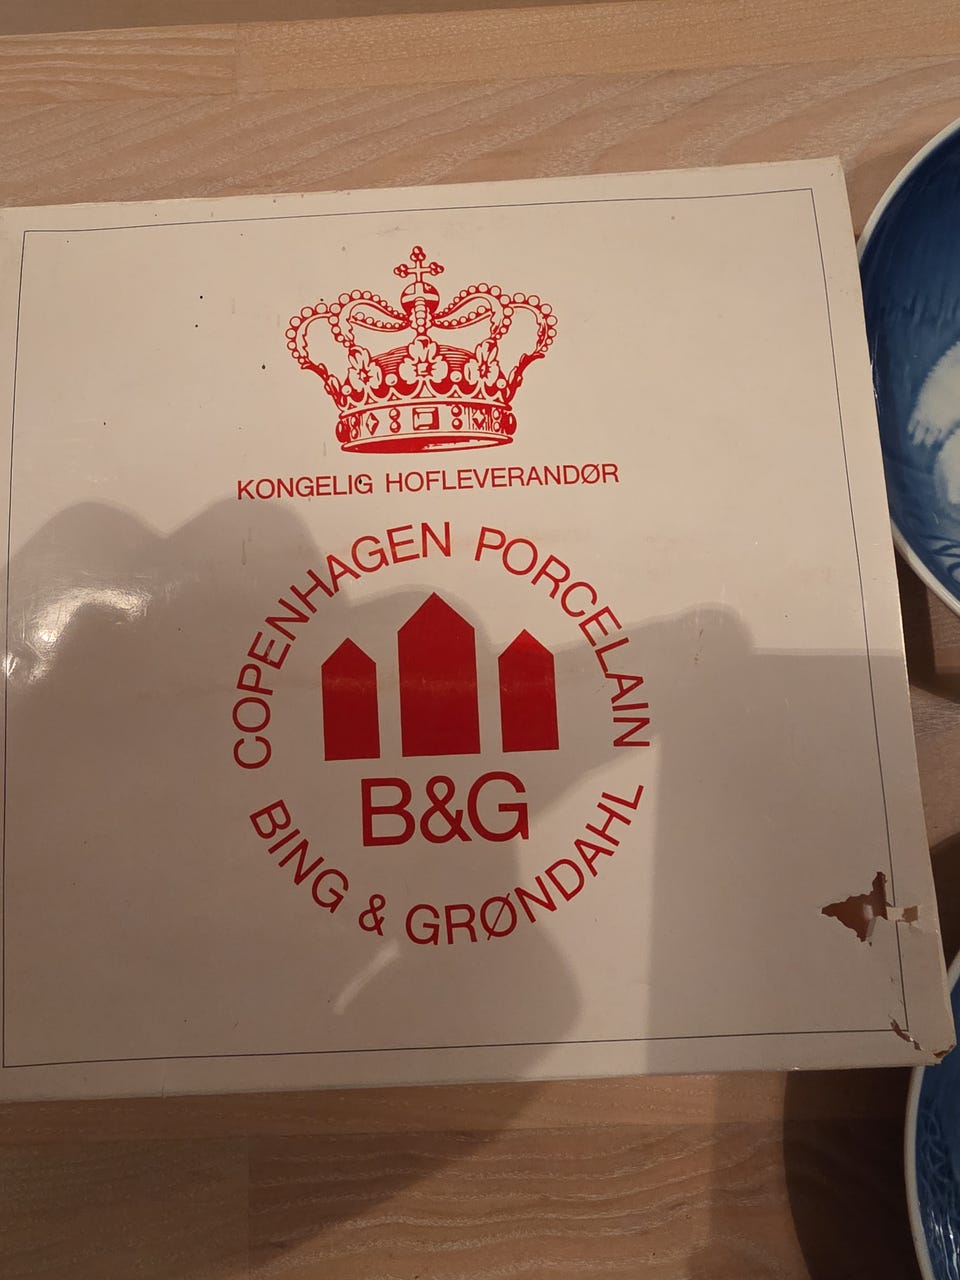 KONGELIG HOFLEVERANDØR
COPENHAGEN PORCELAIN
B&G
BING & GRØNDAHL